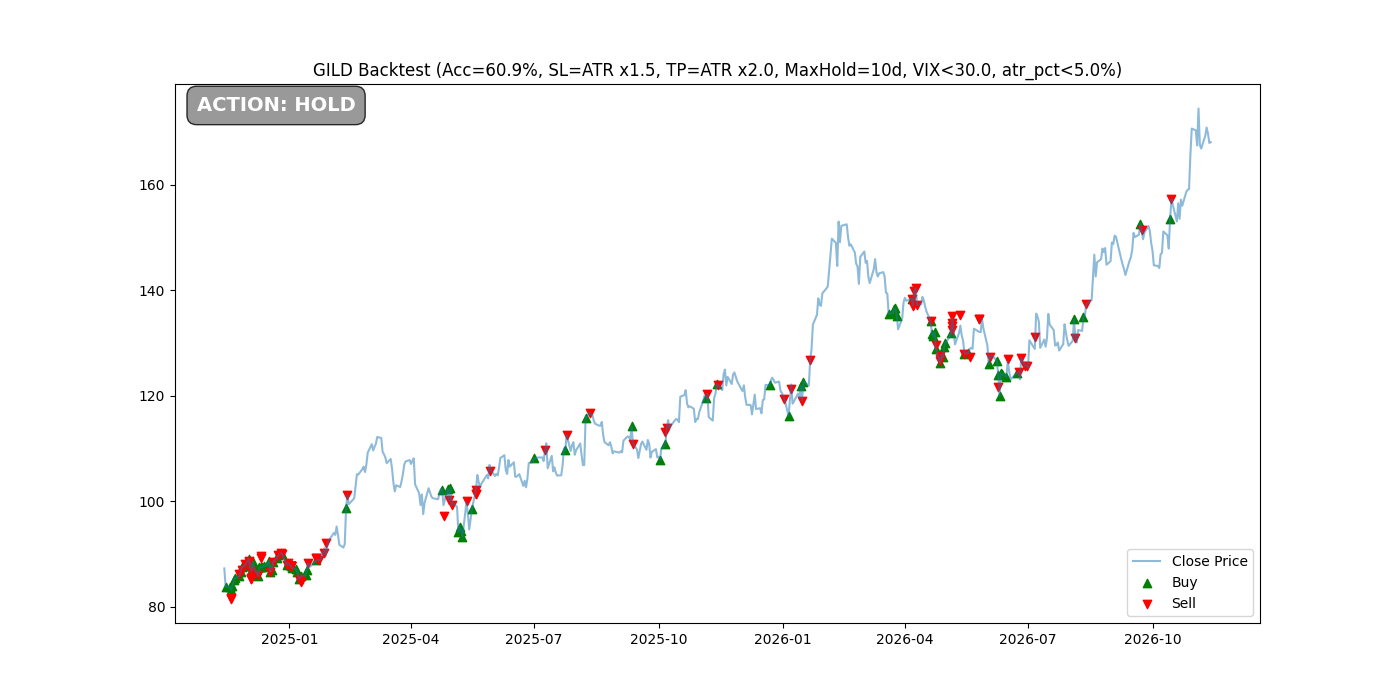 GILD Backtest (Acc=60.9%, SL=ATR x1.5, TP=ATR x2.0, MaxHold=10d, VIX<30.0, atr_pct<5.0%)
ACTION: HOLD
160
140
120
100
80
2025-01 2025-04 2025-07 2025-10 2026-01 2026-04 2026-07 2026-10
Close Price
Buy
Sell